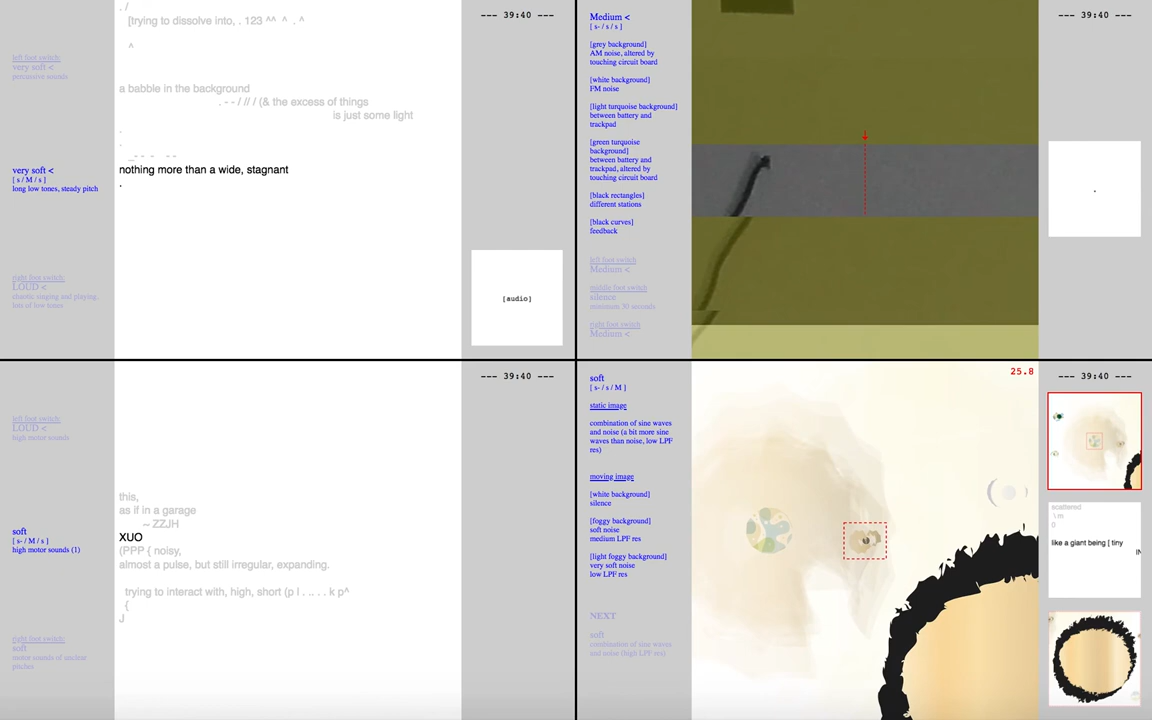 . /
[trying to dissolve into, . 123 ^^ ^ . ^
^
left foot switch:
very soft <
percussive sounds
a babble in the background
. - - / // / (& the excess of things
is just some light
.
.
_- - - - -
very soft <
[ s / M / s ]
long low tones, steady pitch
nothing more than a wide, stagnant
.
right foot switch:
LOUD <
chaotic singing and playing,
lots of low tones
--- 39:40 ---
[audio]
Medium <
[ s- / s / s ]
[grey background]
AM noise, altered by
touching circuit board
[white background]
FM noise
[light turquoise background]
between battery and
trackpad
[green turquoise
background]
between battery and
trackpad, altered by
touching circuit board
[black rectangles]
different stations
[black curves]
feedback
left foot switch
Medium <
middle foot switch
silence
minimum 30 seconds
right foot switch
Medium <
--- 39:40 ---
.
left foot switch:
LOUD <
high motor sounds
soft
[ s- / M / s ]
high motor sounds (1)
right foot switch:
soft
motor sounds of unclear
pitches
this,
as if in a garage
~ ZZJH
XUO
(PPP { noisy,
almost a pulse, but still irregular, expanding.
trying to interact with, high, short (p l . .. . . k p^
{
J
--- 39:40 ---
soft
[ s- / s / M ]
static image
combination of sine waves
and noise (a bit more sine
waves than noise, low LPF
res)
moving image
[white background]
silence
[foggy background]
soft noise
medium LPF res
[light foggy background]
very soft noise
low LPF res
NEXT
soft
combination of sine waves
and noise (high LPF res)
25.8
--- 39:40 ---
scattered
\ m
0
like a giant being [ tiny
IN